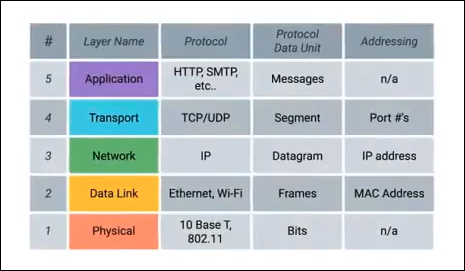 # Layer Name Protocol Protocol Data Unit Addressing
5 Application HTTP, SMTP, etc.. Messages n/a
4 Transport TCP/UDP Segment Port #'s
3 Network IP Datagram IP address
2 Data Link Ethernet, Wi-Fi Frames MAC Address
1 Physical 10 Base T, 802.11 Bits n/a